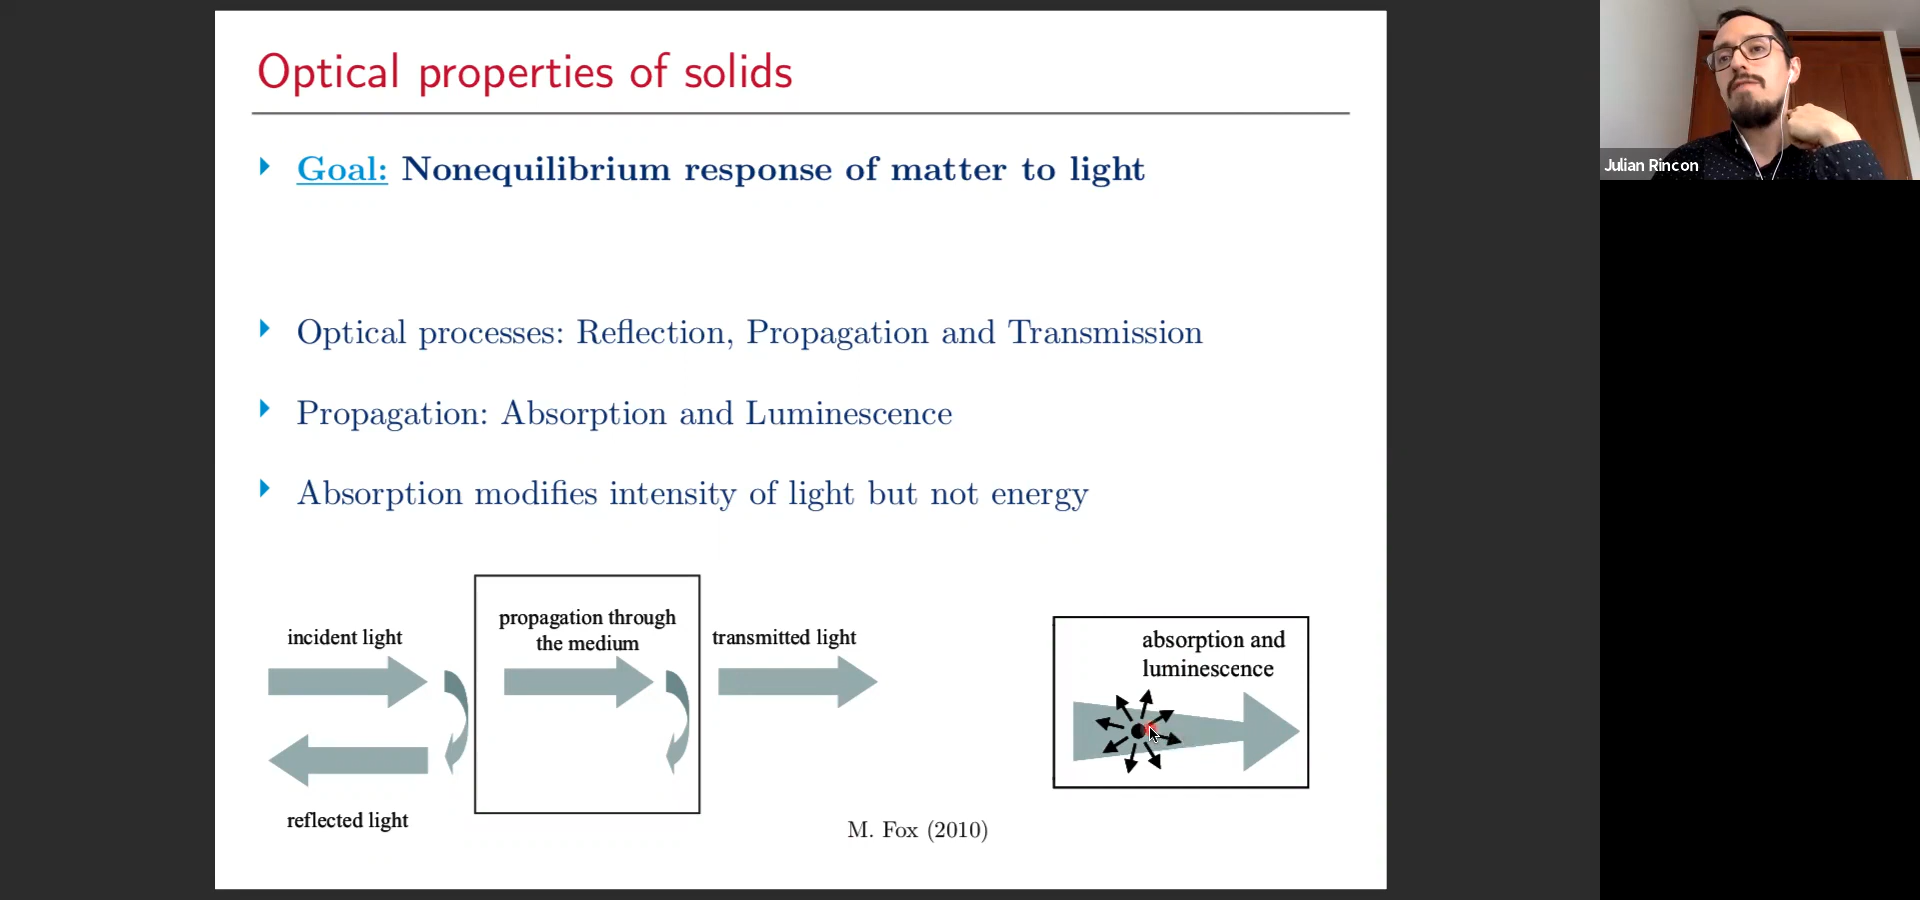 Optical properties of solids
Goal: Nonequilibrium response of matter to light
Optical processes: Reflection, Propagation and Transmission
Propagation: Absorption and Luminescence
Absorption modifies intensity of light but not energy
incident light
propagation through
the medium
transmitted light
reflected light
absorption and
luminescence
M. Fox (2010)
Julian Rincon